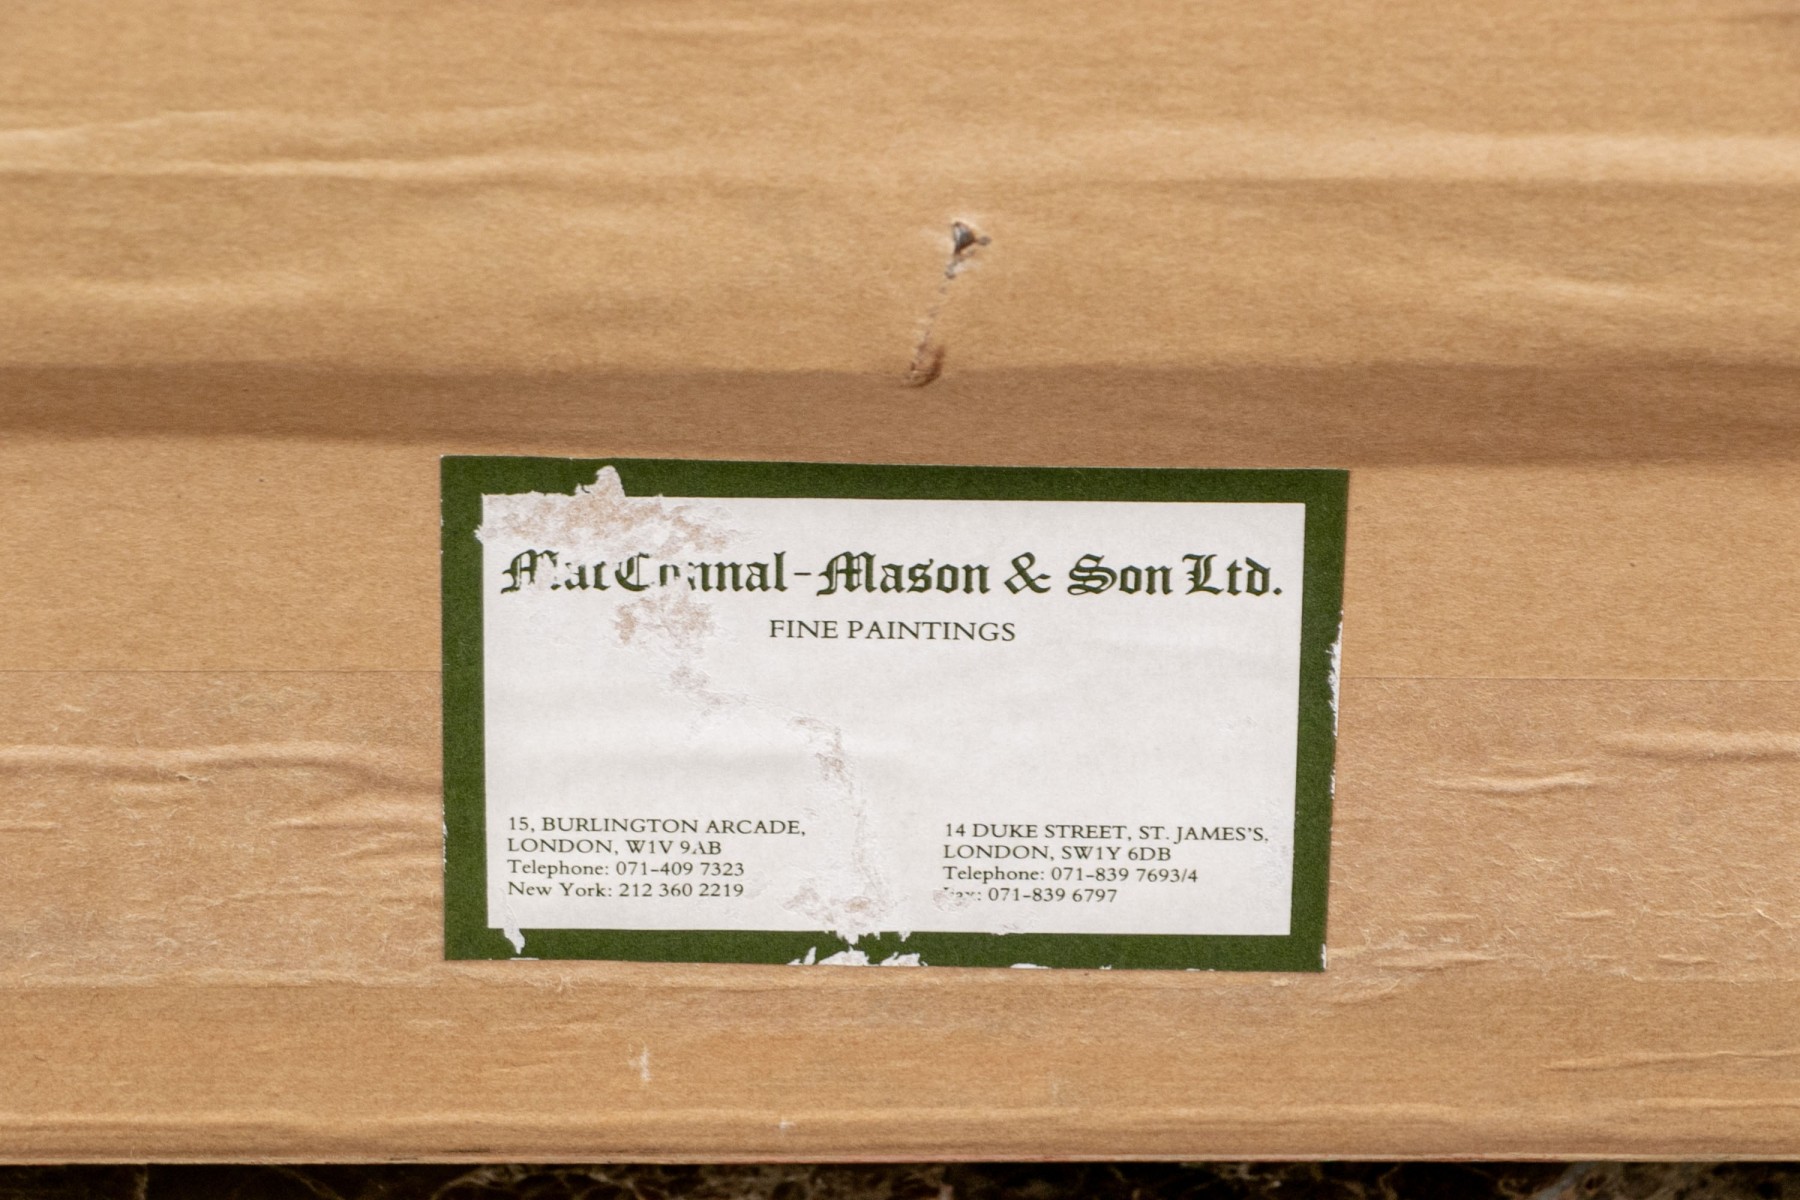 MacConnal-Mason & Son Ltd.
FINE PAINTINGS
15, BURLINGTON ARCADE,
LONDON, W1V 9AB
Telephone: 071-409 7323
New York: 212 360 2219
14 DUKE STREET, ST. JAMES'S,
LONDON, SW1Y 6DB
Telephone: 071-839 7693/4
Fax: 071-839 6797